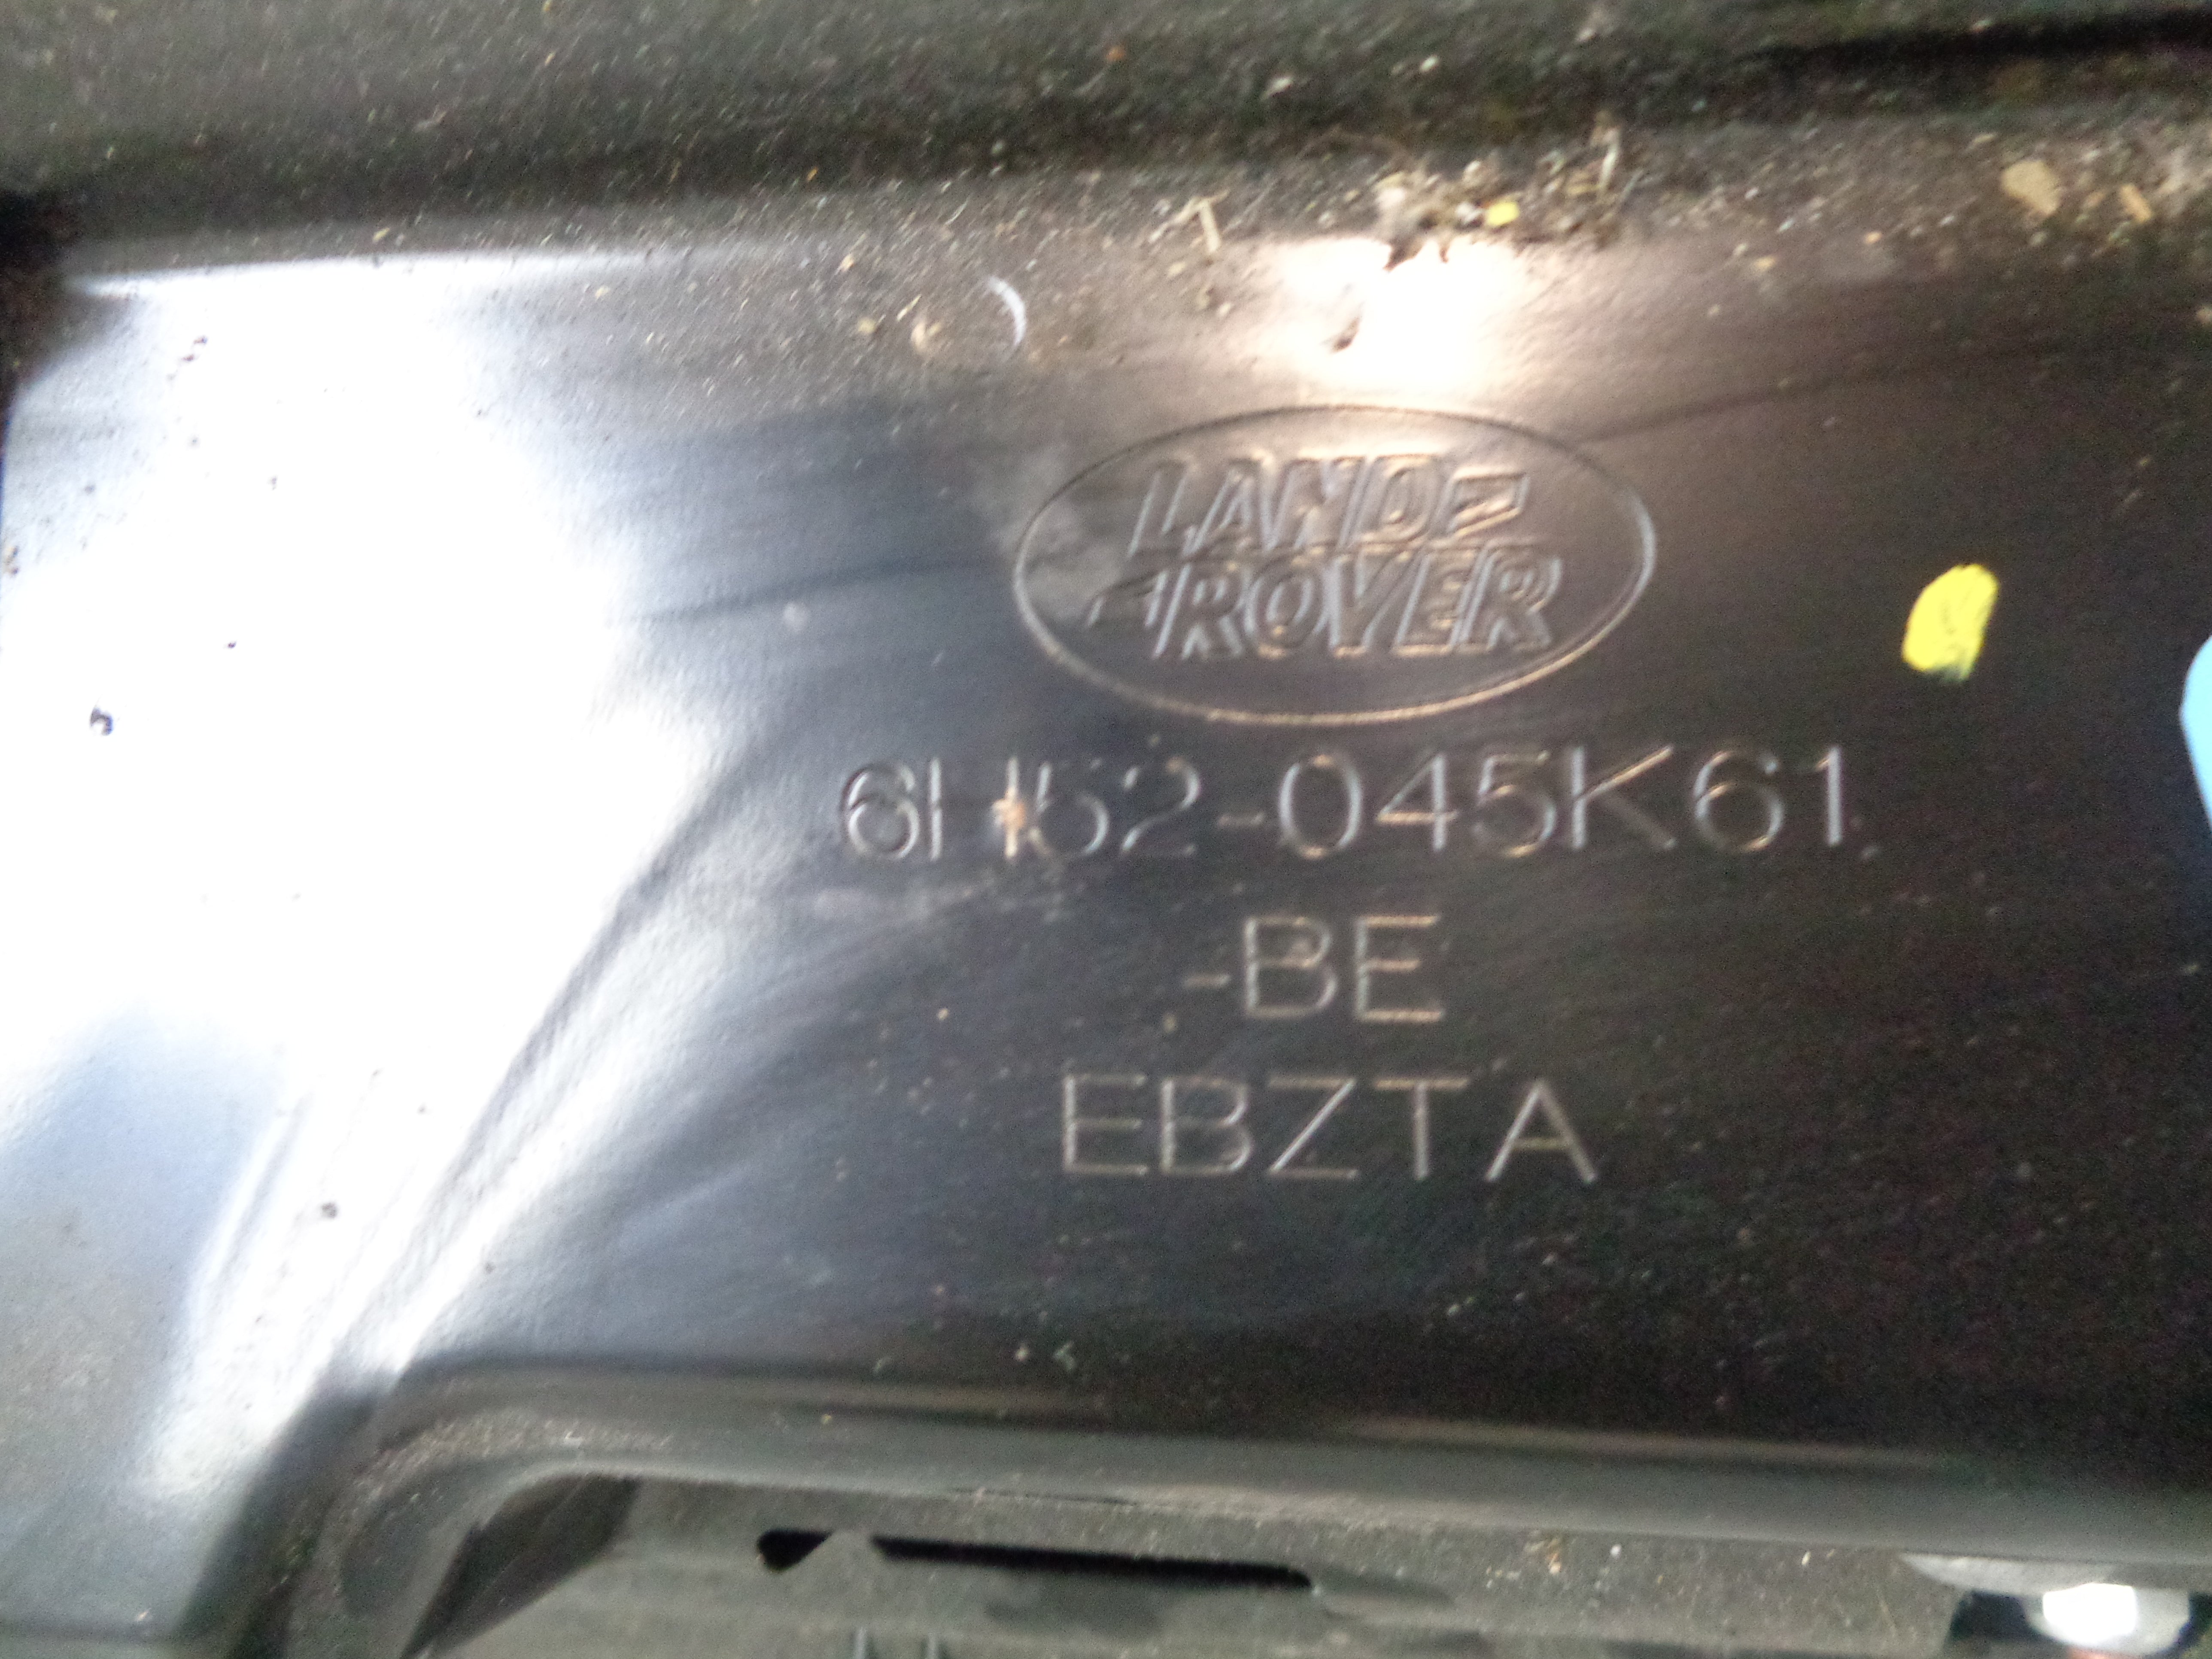 LAND
ROVER
6H52-045K61
-BE
EBZTA